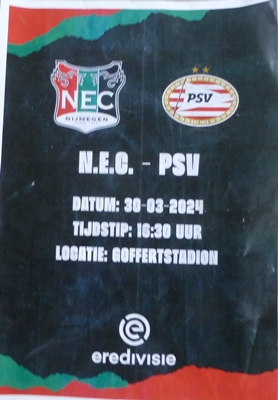 NEC
NIJMEGEN
PSV
N.E.C. - PSV
DATUM: 30-03-2024
TIJDSTIP: 16:30 UUR
LOCATIE: GOFFERTSTADION
eredivisie